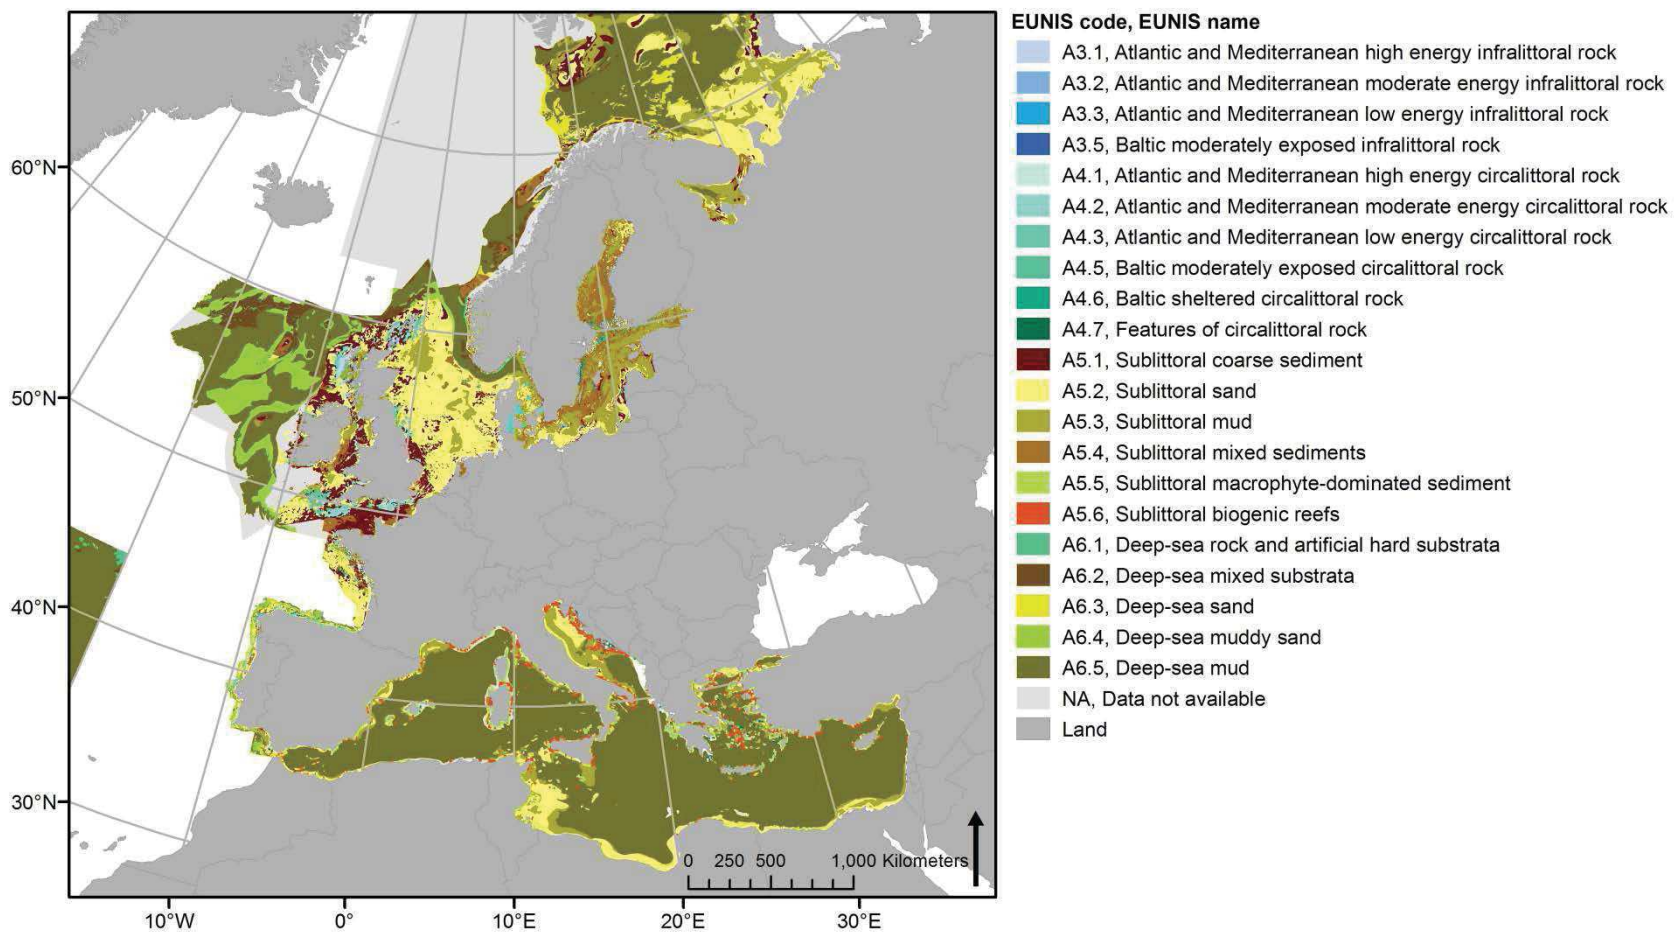 EUNIS code, EUNIS name
A3.1, Atlantic and Mediterranean high energy infralittoral rock
A3.2, Atlantic and Mediterranean moderate energy infralittoral rock
A3.3, Atlantic and Mediterranean low energy infralittoral rock
A3.5, Baltic moderately exposed infralittoral rock
A4.1, Atlantic and Mediterranean high energy circalittoral rock
A4.2, Atlantic and Mediterranean moderate energy circalittoral rock
A4.3, Atlantic and Mediterranean low energy circalittoral rock
A4.5, Baltic moderately exposed circalittoral rock
A4.6, Baltic sheltered circalittoral rock
A4.7, Features of circalittoral rock
A5.1, Sublittoral coarse sediment
A5.2, Sublittoral sand
A5.3, Sublittoral mud
A5.4, Sublittoral mixed sediments
A5.5, Sublittoral macrophyte-dominated sediment
A5.6, Sublittoral biogenic reefs
A6.1, Deep-sea rock and artificial hard substrata
A6.2, Deep-sea mixed substrata
A6.3, Deep-sea sand
A6.4, Deep-sea muddy sand
A6.5, Deep-sea mud
NA, Data not available
Land
60°N
50°N
40°N
30°N
0 250 500 1,000 Kilometers
10°W 0° 10°E 20°E 30°E